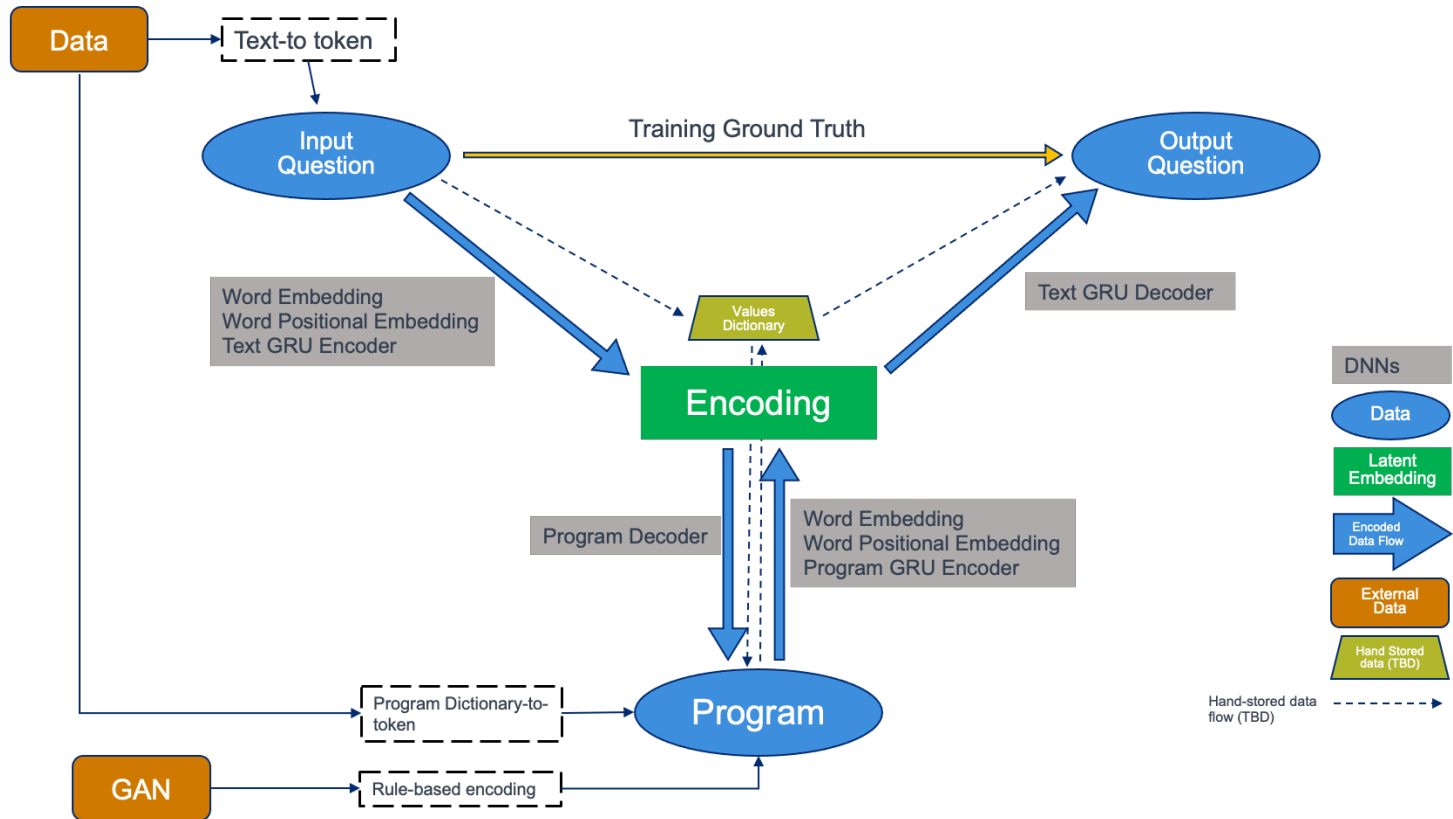 Data
Text-to token
Input
Question
Training Ground Truth
Output
Question
Word Embedding
Word Positional Embedding
Text GRU Encoder
Values
Dictionary
Text GRU Decoder
Encoding
Program Decoder
Word Embedding
Word Positional Embedding
Program GRU Encoder
Program Dictionary-to-
token
Program
GAN
Rule-based encoding
DNNs
Data
Latent
Embedding
Encoded
Data Flow
External
Data
Hand Stored
data (TBD)
Hand-stored data
flow (TBD)